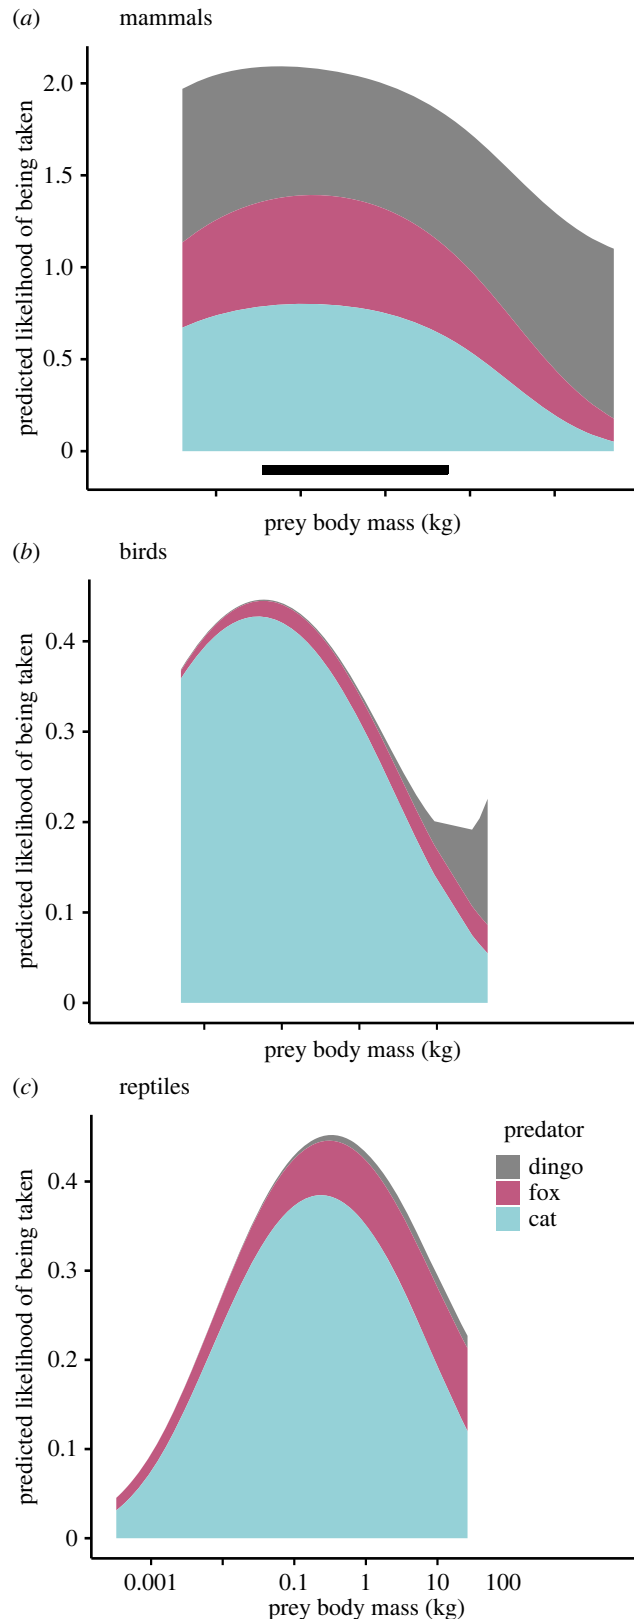 (a) mammals
predicted likelihood of being taken
2.0
1.5
1.0
0.5
0
prey body mass (kg)
(b) birds
predicted likelihood of being taken
0.4
0.3
0.2
0.1
0
prey body mass (kg)
(c) reptiles
predicted likelihood of being taken
predator
dingo
fox
cat
0.4
0.3
0.2
0.1
0
0.001 0.1 1 10 100
prey body mass (kg)